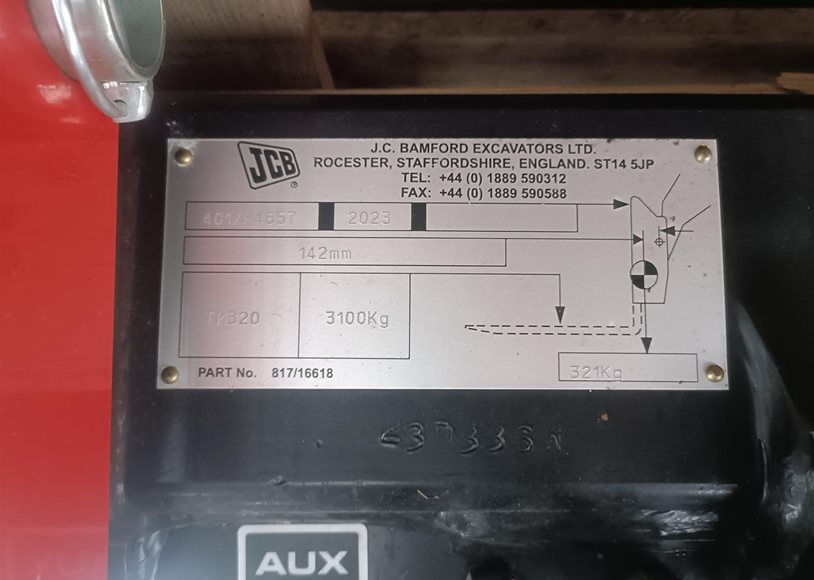 JCB
®
J.C. BAMFORD EXCAVATORS LTD.
ROCESTER, STAFFORDSHIRE, ENGLAND. ST14 5JP
TEL: +44 (0) 1889 590312
FAX: +44 (0) 1889 590588
2023
142mm
TM320 3100Kg
PART No. 817/16618
321Kg
AUX